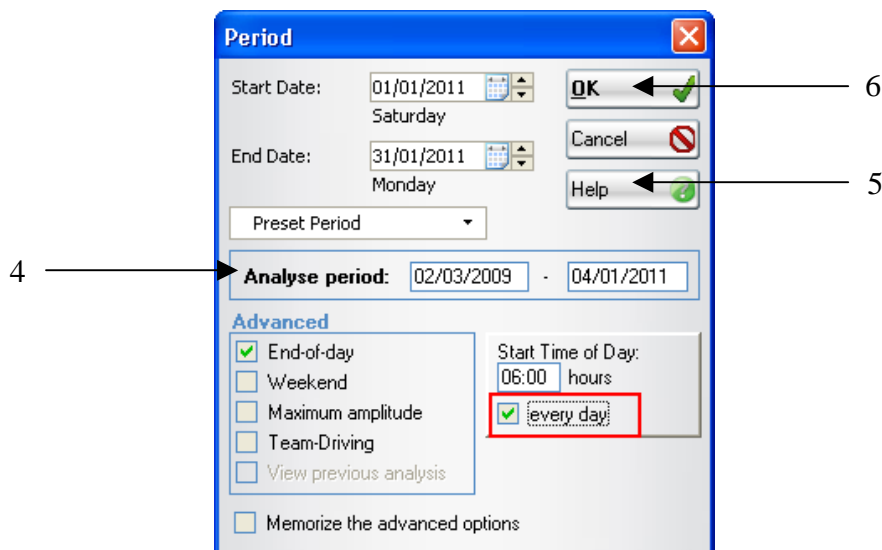 Period
Start Date: 01/01/2011 OK 6
Saturday
Cancel
End Date: 31/01/2011
Monday Help 5
Preset Period
4 Analyse period: 02/03/2009 - 04/01/2011
Advanced
End-of-day Start Time of Day:
Weekend 06:00 hours
Maximum amplitude every day
Team-Driving
View previous analysis
Memorize the advanced options